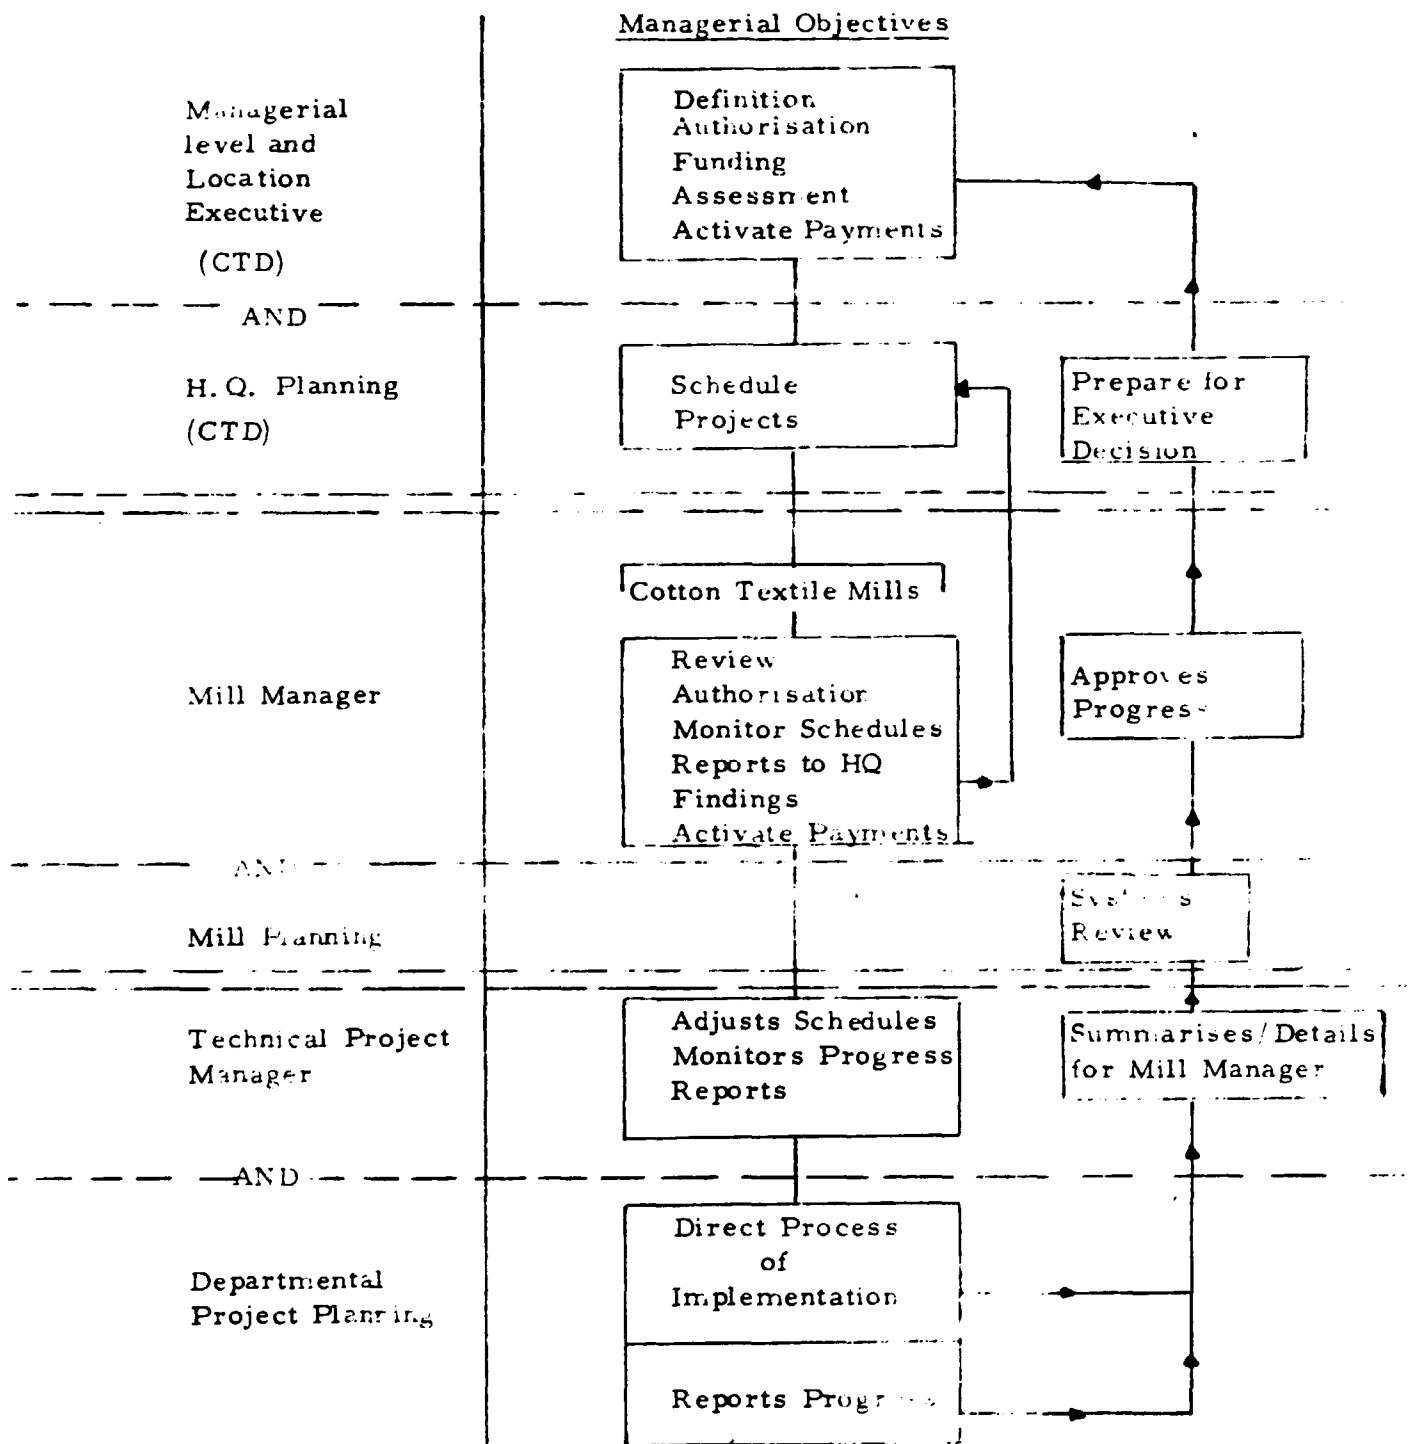 Managerial Objectives
Managerial
level and
Location
Executive
(CTD)
Definition
Authorisation
Funding
Assessment
Activate Payments
AND
H. Q. Planning
(CTD)
Schedule
Projects
Prepare for
Executive
Decision
Cotton Textile Mills
Mill Manager
Review
Authorisation
Monitor Schedules
Reports to HQ
Findings
Activate Payments
Approves
Progress
AND
Mill Planning
Review
Technical Project
Manager
Adjusts Schedules
Monitors Progress
Reports
Summarises/Details
for Mill Manager
AND
Departmental
Project Planning
Direct Process
of
Implementation
Reports Progress